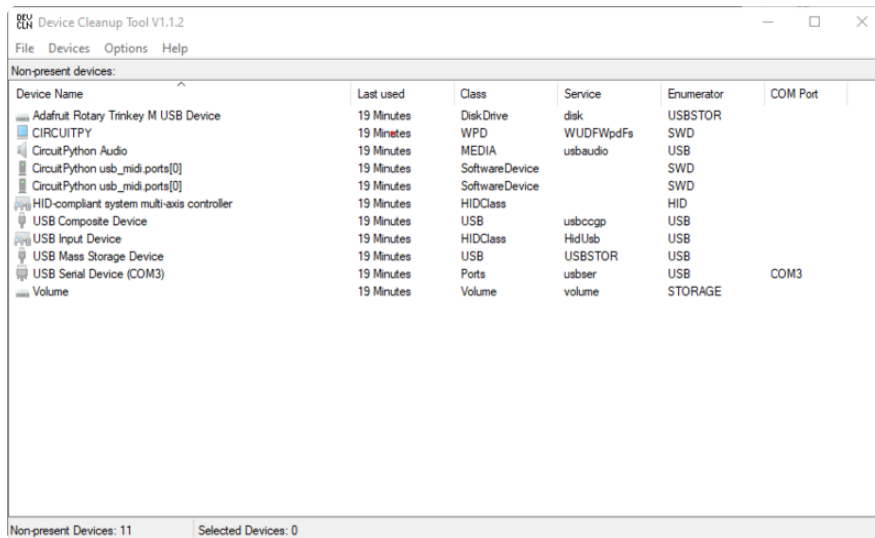 DEV CLN Device Cleanup Tool V1.1.2
File Devices Options Help
Non-present devices:
Device Name Last used Class Service Enumerator COM Port
Adafruit Rotary Trinkey M USB Device 19 Minutes DiskDrive disk USBSTOR
CIRCUITPY 19 Minetes WPD WUDFWpdFs SWD
CircuitPython Audio 19 Minutes MEDIA usbaudio USB
CircuitPython usb_midi.ports[0] 19 Minutes SoftwareDevice SWD
CircuitPython usb_midi.ports[0] 19 Minutes SoftwareDevice SWD
HID-compliant system multi-axis controller 19 Minutes HIDClass HID
USB Composite Device 19 Minutes USB usbccgp USB
USB Input Device 19 Minutes HIDClass HidUsb USB
USB Mass Storage Device 19 Minutes USB USBSTOR USB
USB Serial Device (COM3) 19 Minutes Ports usbser USB COM3
Volume 19 Minutes Volume volume STORAGE
Non-present Devices: 11 Selected Devices: 0